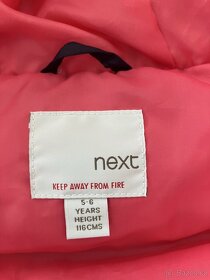 next
KEEP AWAY FROM FIRE
5-6
YEARS
HEIGHT
116CMS